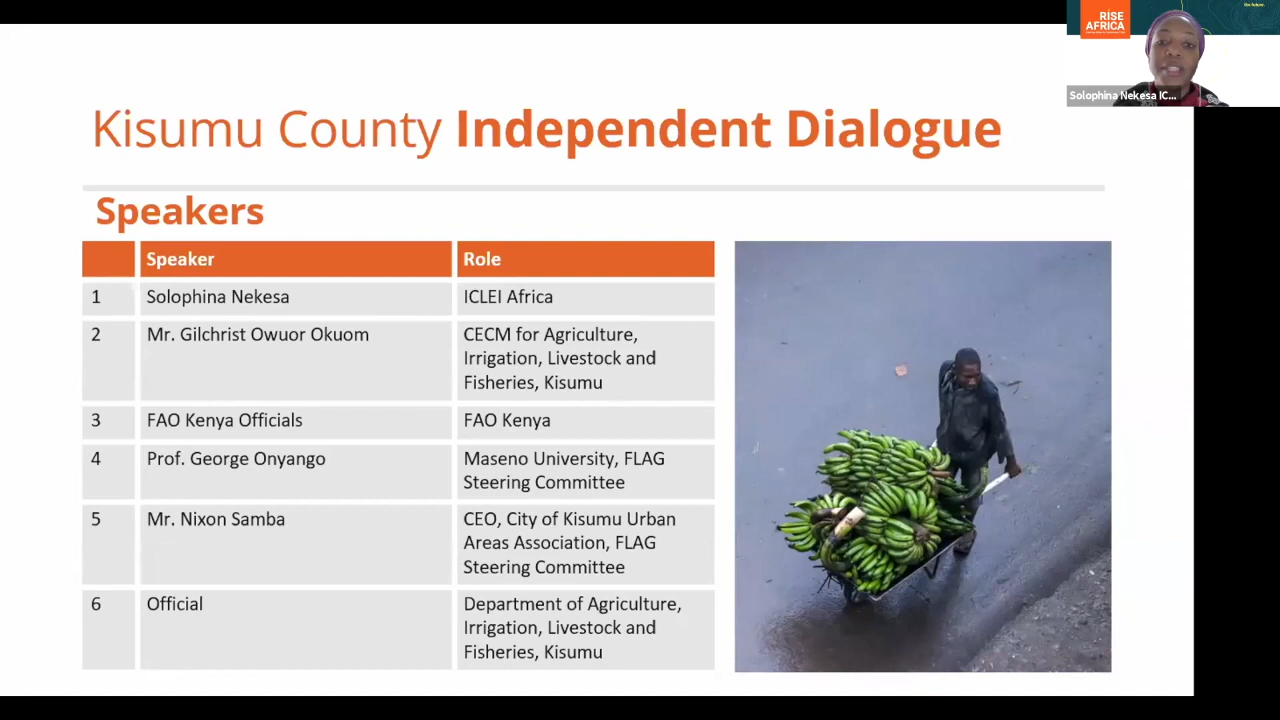 the future.
RISE
AFRICA
Solophina Nekesa IC...
Kisumu County Independent Dialogue
Speakers
Speaker Role
1 Solophina Nekesa ICLEI Africa
2 Mr. Gilchrist Owuor Okuom CECM for Agriculture,
Irrigation, Livestock and
Fisheries, Kisumu
3 FAO Kenya Officials FAO Kenya
4 Prof. George Onyango Maseno University, FLAG
Steering Committee
5 Mr. Nixon Samba CEO, City of Kisumu Urban
Areas Association, FLAG
Steering Committee
6 Official Department of Agriculture,
Irrigation, Livestock and
Fisheries, Kisumu